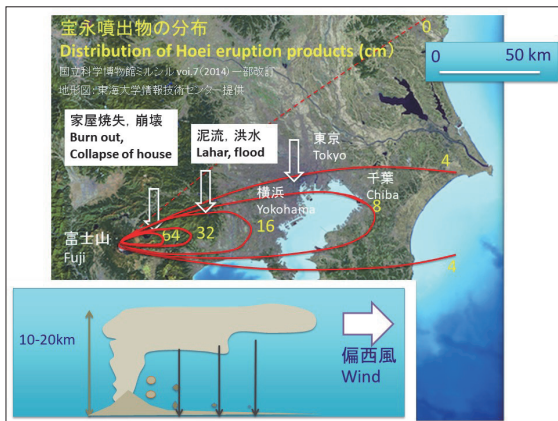 宝永噴出物の分布
Distribution of Hoei eruption products (cm)
国立科学博物館ミルシル vol.7(2014) 一部改訂
地形図：東海大学情報技術センター提供
0
0 50 km
家屋焼失，崩壊
Burn out,
Collapse of house
泥流，洪水
Lahar, flood
東京
Tokyo
4
千葉
Chiba
横浜
Yokohama
8
16
32
64
富士山
Fuji
4
10-20km
偏西風
Wind